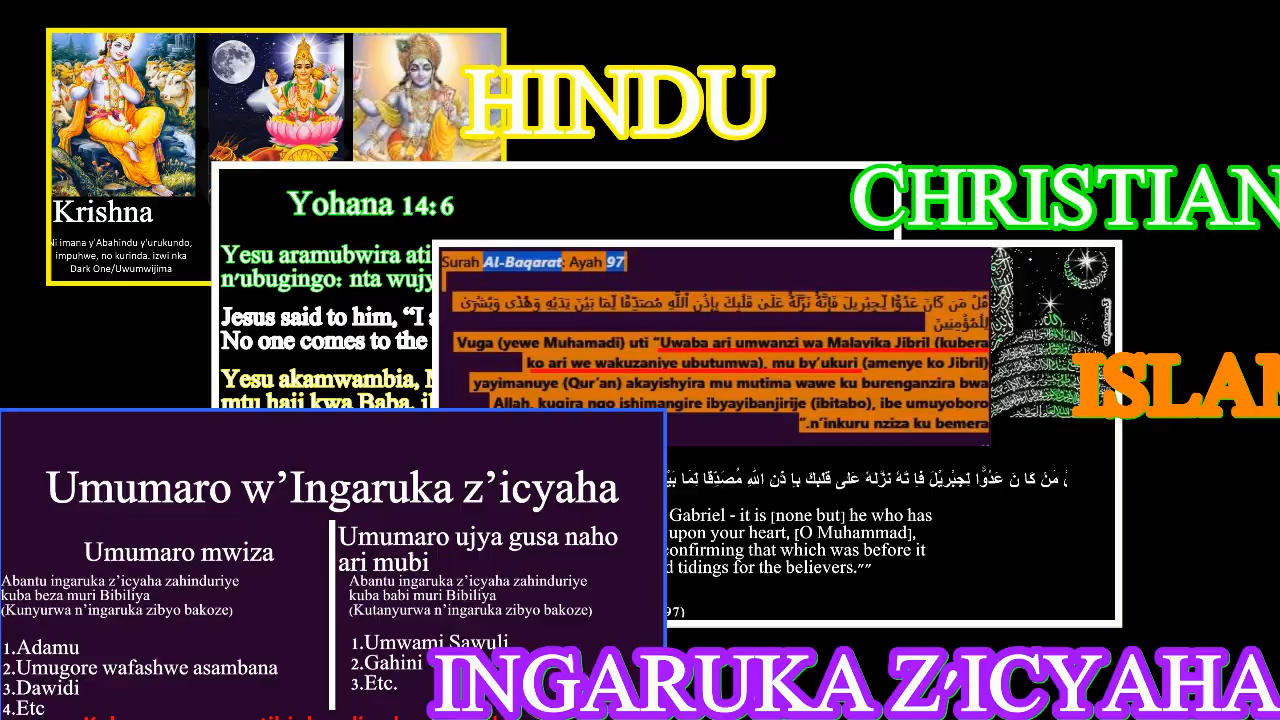 HINDU
Krishna
Ni imana y'Abahindu y'urukundo,
impuhwe, no kurinda. izwi nka
Dark One/Uwumwijima
CHRISTIAN
Yohana 14:6
Yesu aramubwira ati
n'ubugingo: nta wujy
Jesus said to him, “I
No one comes to the
Yesu akamwambia,
mtu haji kwa Baba,
ISLAM
Surah Al-Baqarat: Ayah 97
قُلْ مَن كَانَ عَدُوًّا لِّجِبْرِيلَ فَإِنَّهُ نَزَّلَهُ عَلَىٰ قَلْبِكَ بِإِذْنِ اللَّهِ مُصَدِّقًا لِّمَا بَيْنَ يَدَيْهِ وَهُدًى وَبُشْرَىٰ
لِلْمُؤْمِنِينَ
Vuga (yewe Muhamadi) uti “Uwaba ari umwanzi wa Malayika Jibril (kubera
ko ari we wakuzaniye ubutumwa), mu by’ukuri (amenye ko Jibril)
yayimanuye (Qur’an) akayishyira mu mutima wawe ku burenganzira bwa
Allah, kugira ngo ishimangire ibyayibanjirije (ibitabo), ibe umuyoboro
“.n’inkuru nziza ku bemera
مَنْ كَا نَ عَدُوًّا لِّجِبْرِيْلَ فَاِ نَّهٗ نَزَّلَهٗ عَلٰى قَلْبِكَ بِاِ ذْنِ اللّٰهِ مُصَدِّقًا لِّمَا
Gabriel - it is [none but] he who has
upon your heart, [O Muhammad],
confirming that which was before it
d tidings for the believers.””
97)
Umumaro w’Ingaruka z’icyaha
Umumaro mwiza
Abantu ingaruka z’icyaha zahinduriye
kuba beza muri Bibiliya
(Kunyurwa n’ingaruka zibyo bakoze)
1.Adamu
2.Umugore wafashwe asambana
3.Dawidi
4.Etc
Umumaro ujya gusa naho
ari mubi
Abantu ingaruka z’icyaha zahinduriye
kuba babi muri Bibiliya
(Kutanyurwa n’ingaruka zibyo bakoze)
1.Umwami Sawuli
2.Gahini
3.Etc.
INGARUKA Z’ICYAHA